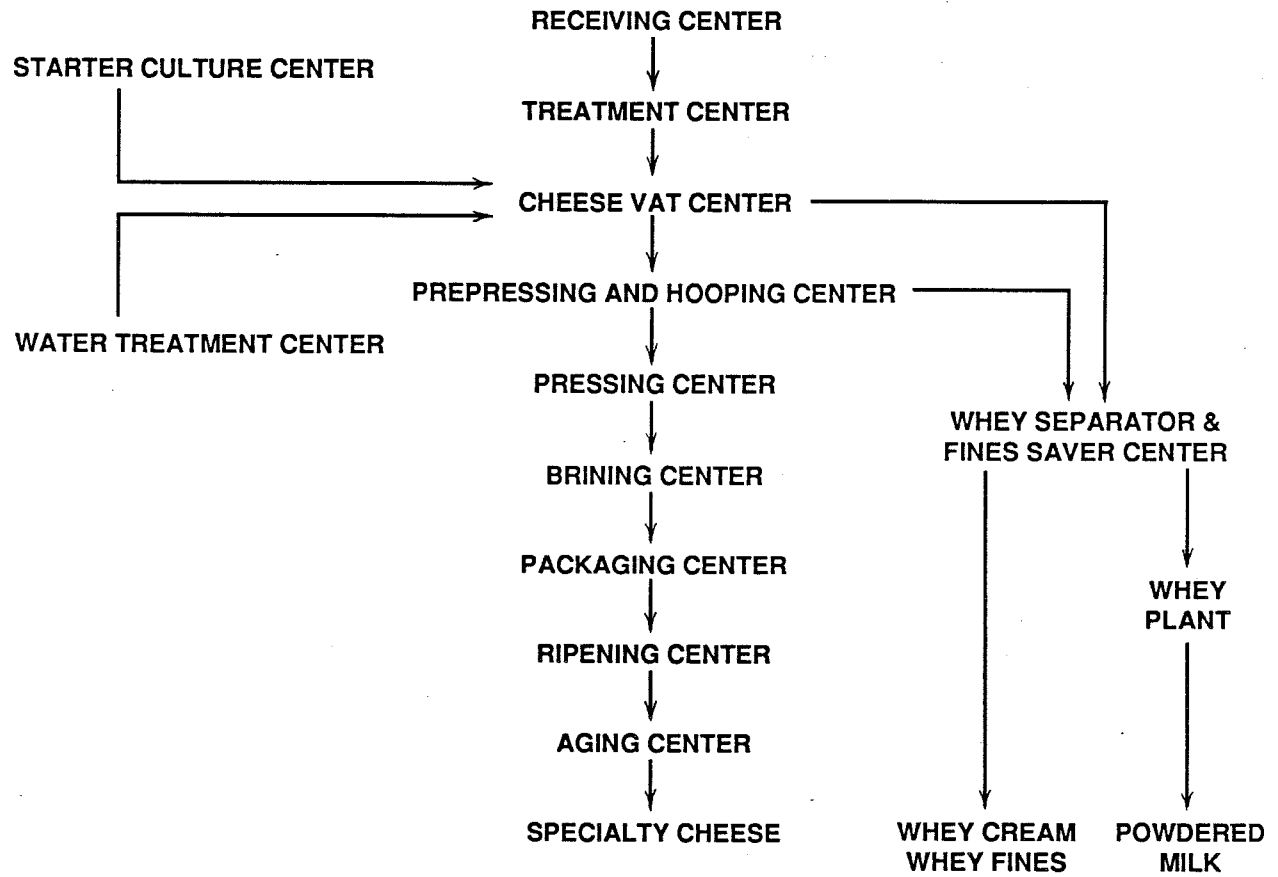 RECEIVING CENTER
STARTER CULTURE CENTER
TREATMENT CENTER
CHEESE VAT CENTER
PREPRESSING AND HOOPING CENTER
WATER TREATMENT CENTER
PRESSING CENTER
WHEY SEPARATOR &
FINES SAVER CENTER
BRINING CENTER
PACKAGING CENTER
WHEY
PLANT
RIPENING CENTER
AGING CENTER
SPECIALTY CHEESE
WHEY CREAM
WHEY FINES
POWDERED
MILK